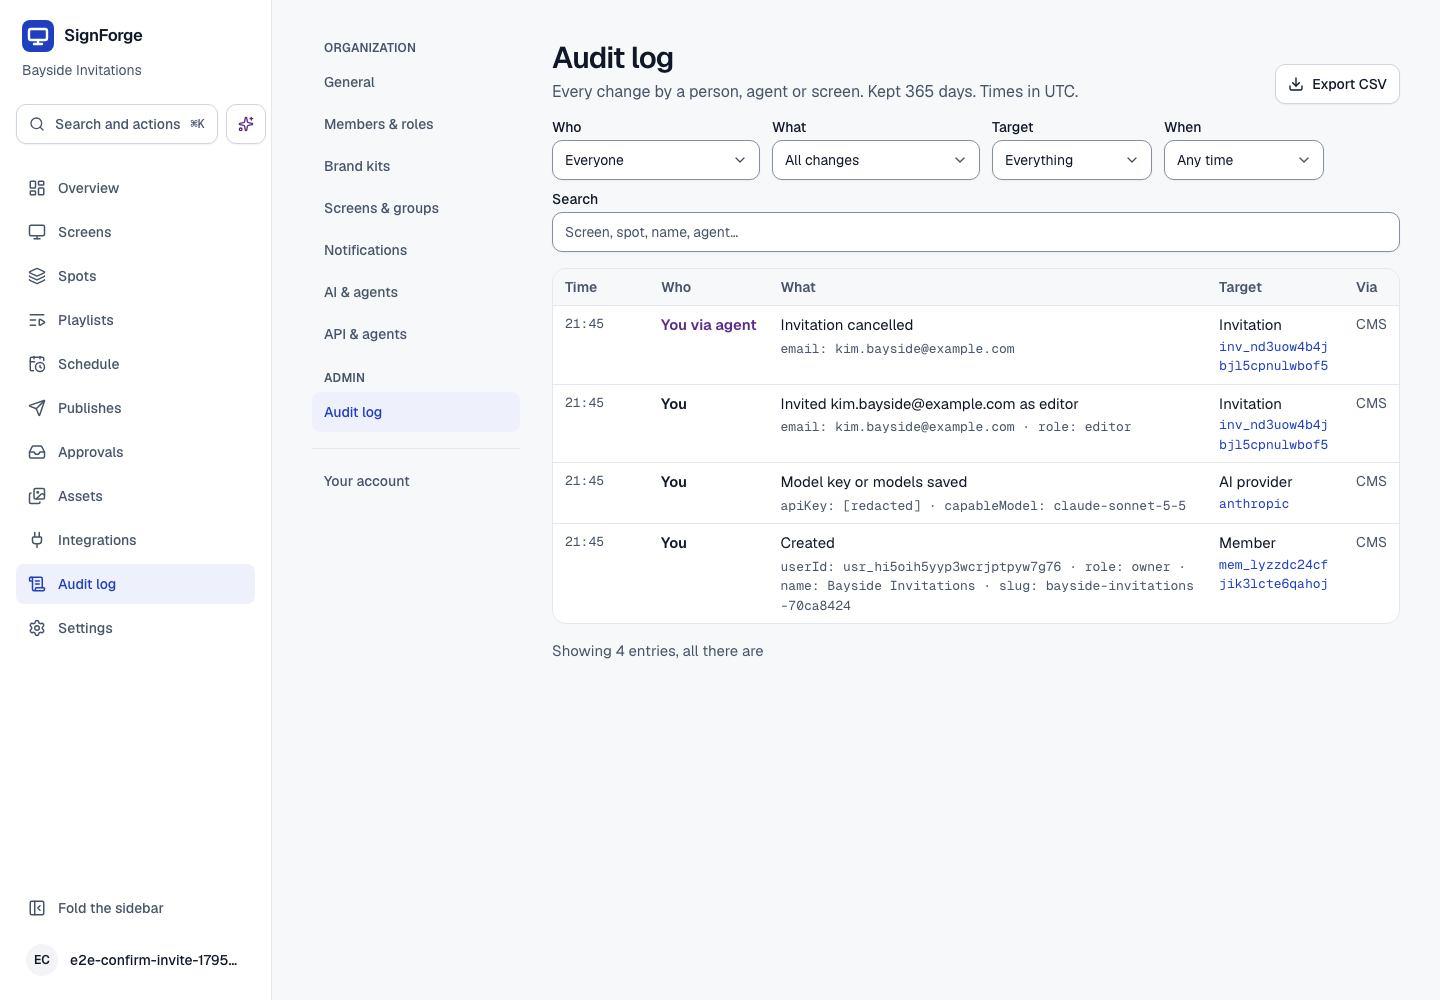 SignForge
Bayside Invitations
Search and actions ⌘K
Overview
Screens
Spots
Playlists
Schedule
Publishes
Approvals
Assets
Integrations
Audit log
Settings
Fold the sidebar
EC e2e-confirm-invite-1795…
ORGANIZATION
General
Members & roles
Brand kits
Screens & groups
Notifications
AI & agents
API & agents
ADMIN
Audit log
Your account
Audit log
Every change by a person, agent or screen. Kept 365 days. Times in UTC.
Export CSV
Who What Target When
Everyone All changes Everything Any time
Search
Screen, spot, name, agent…
Time Who What Target Via
21:45 You via agent Invitation cancelled Invitation CMS
email: kim.bayside@example.com inv_nd3uow4b4j
bjl5cpnulwbof5
21:45 You Invited kim.bayside@example.com as editor Invitation CMS
email: kim.bayside@example.com · role: editor inv_nd3uow4b4j
bjl5cpnulwbof5
21:45 You Model key or models saved AI provider CMS
apiKey: [redacted] · capableModel: claude-sonnet-5-5 anthropic
21:45 You Created Member CMS
userId: usr_hi5oih5yyp3wcrjptpyw7g76 · role: owner · mem_lyzzdc24cf
name: Bayside Invitations · slug: bayside-invitations jik3lcte6qahoj
-70ca8424
Showing 4 entries, all there are